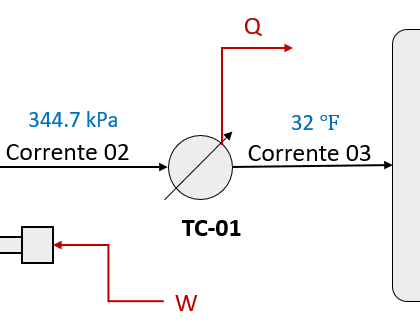 Q
344.7 kPa
32 °F
Corrente 02
Corrente 03
TC-01
W